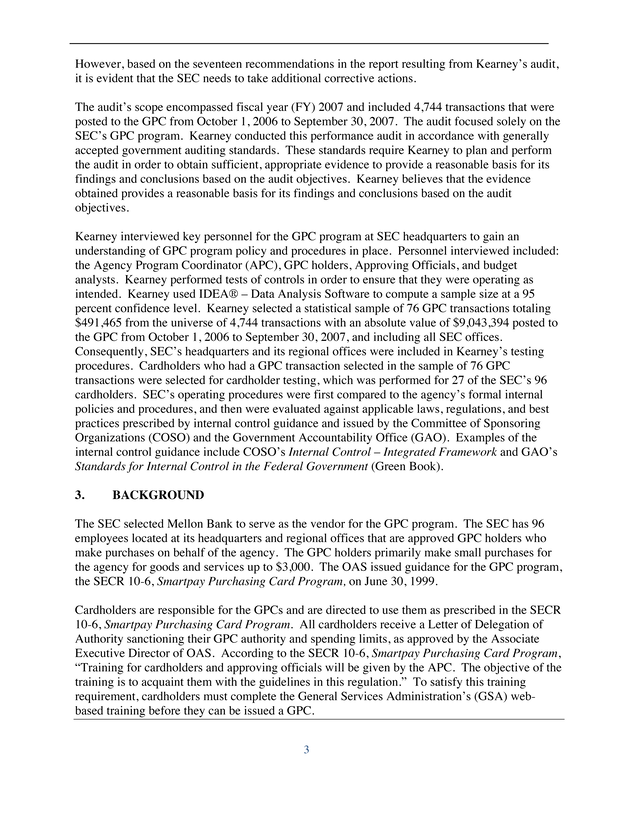 However, based on the seventeen recommendations in the report resulting from Kearney's audit,
it is evident that the SEC needs to take additional corrective actions.
The audit's scope encompassed fiscal year (FY) 2007 and included 4,744 transactions that were
posted to the GPC from October 1, 2006 to September 30, 2007. The audit focused solely on the
SEC's GPC program. Kearney conducted this performance audit in accordance with generally
accepted government auditing standards. These standards require Kearney to plan and perform
the audit in order to obtain sufficient, appropriate evidence to provide a reasonable basis for its
findings and conclusions based on the audit objectives. Kearney believes that the evidence
obtained provides a reasonable basis for its findings and conclusions based on the audit
objectives.
Kearney interviewed key personnel for the GPC program at SEC headquarters to gain an
understanding of GPC program policy and procedures in place. Personnel interviewed included:
the Agency Program Coordinator (APC), GPC holders, Approving Officials, and budget
analysts. Kearney performed tests of controls in order to ensure that they were operating as
intended. Kearney used IDEA® – Data Analysis Software to compute a sample size at a 95
percent confidence level. Kearney selected a statistical sample of 76 GPC transactions totaling
$491,465 from the universe of 4,744 transactions with an absolute value of $9,043,394 posted to
the GPC from October 1, 2006 to September 30, 2007, and including all SEC offices.
Consequently, SEC's headquarters and its regional offices were included in Kearney's testing
procedures. Cardholders who had a GPC transaction selected in the sample of 76 GPC
transactions were selected for cardholder testing, which was performed for 27 of the SEC's 96
cardholders. SEC's operating procedures were first compared to the agency's formal internal
policies and procedures, and then were evaluated against applicable laws, regulations, and best
practices prescribed by internal control guidance and issued by the Committee of Sponsoring
Organizations (COSO) and the Government Accountability Office (GAO). Examples of the
internal control guidance include COSO's Internal Control – Integrated Framework and GAO's
Standards for Internal Control in the Federal Government (Green Book).
3. BACKGROUND
The SEC selected Mellon Bank to serve as the vendor for the GPC program. The SEC has 96
employees located at its headquarters and regional offices that are approved GPC holders who
make purchases on behalf of the agency. The GPC holders primarily make small purchases for
the agency for goods and services up to $3,000. The OAS issued guidance for the GPC program,
the SECR 10-6, Smartpay Purchasing Card Program, on June 30, 1999.
Cardholders are responsible for the GPCs and are directed to use them as prescribed in the SECR
10-6, Smartpay Purchasing Card Program. All cardholders receive a Letter of Delegation of
Authority sanctioning their GPC authority and spending limits, as approved by the Associate
Executive Director of OAS. According to the SECR 10-6, Smartpay Purchasing Card Program,
“Training for cardholders and approving officials will be given by the APC. The objective of the
training is to acquaint them with the guidelines in this regulation.” To satisfy this training
requirement, cardholders must complete the General Services Administration's (GSA) web-
based training before they can be issued a GPC.
3